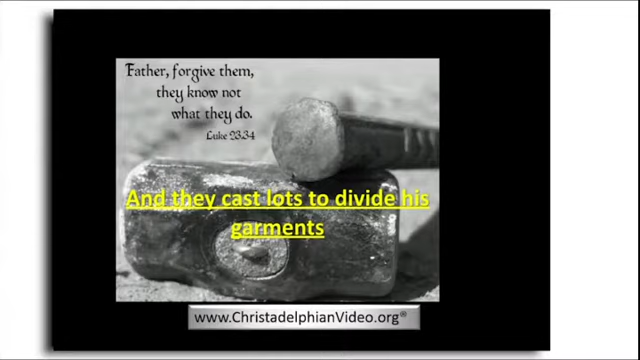 Father, forgive them,
they know not
what they do.
Luke 23:34
And they cast lots to divide his
garments
www.ChristadelphianVideo.org®